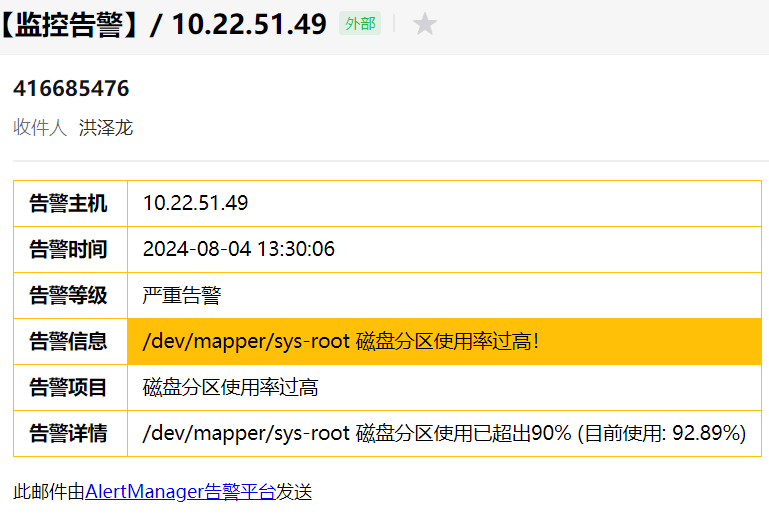 【监控告警】/ 10.22.51.49 外部
416685476
收件人 洪泽龙
告警主机 10.22.51.49
告警时间 2024-08-04 13:30:06
告警等级 严重告警
告警信息 /dev/mapper/sys-root 磁盘分区使用率过高!
告警项目 磁盘分区使用率过高
告警详情 /dev/mapper/sys-root 磁盘分区使用已超出90% (目前使用: 92.89%)
此邮件由AlertManager告警平台发送